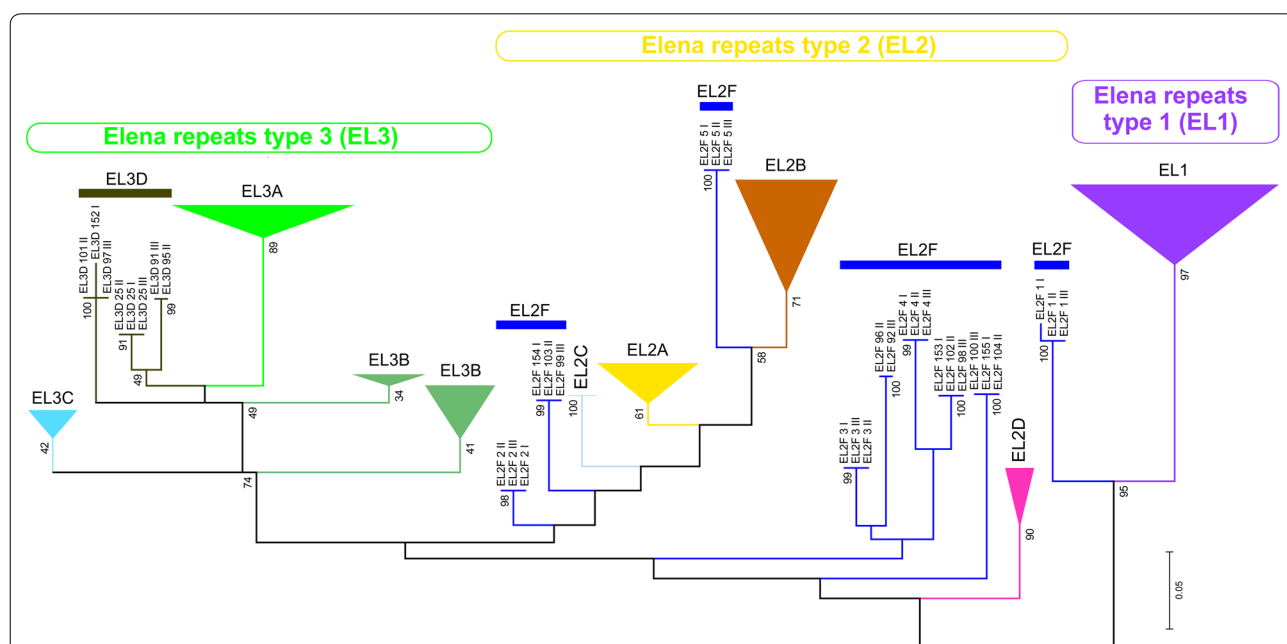 Elena repeats type 2 (EL2)
Elena repeats
type 1 (EL1)
Elena repeats type 3 (EL3)
EL3D
EL3D 101 II
EL3D 152 I
EL3D 97 III
100
EL3D 25 II
EL3D 25 I
EL3D 25 III
91
EL3D 91 III
EL3D 95 II
99
49
EL3A
89
EL3B
34
49
EL3B
41
EL3C
42
74
EL2F
EL2F 2 II
EL2F 2 III
EL2F 2 I
98
EL2F 154 I
EL2F 103 II
EL2F 99 III
99
EL2C
100
EL2A
61
EL2F
EL2F 5 I
EL2F 5 II
EL2F 5 III
100
EL2B
71
58
EL2F
EL2F 3 I
EL2F 3 III
EL2F 3 II
99
EL2F 96 II
EL2F 92 III
100
EL2F 4 I
EL2F 4 II
EL2F 4 III
99
EL2F 153 I
EL2F 102 II
EL2F 98 III
100
EL2F 100 III
EL2F 155 I
EL2F 104 II
100
EL2D
90
EL2F
EL2F 1 I
EL2F 1 II
EL2F 1 III
100
EL1
97
95
0.05